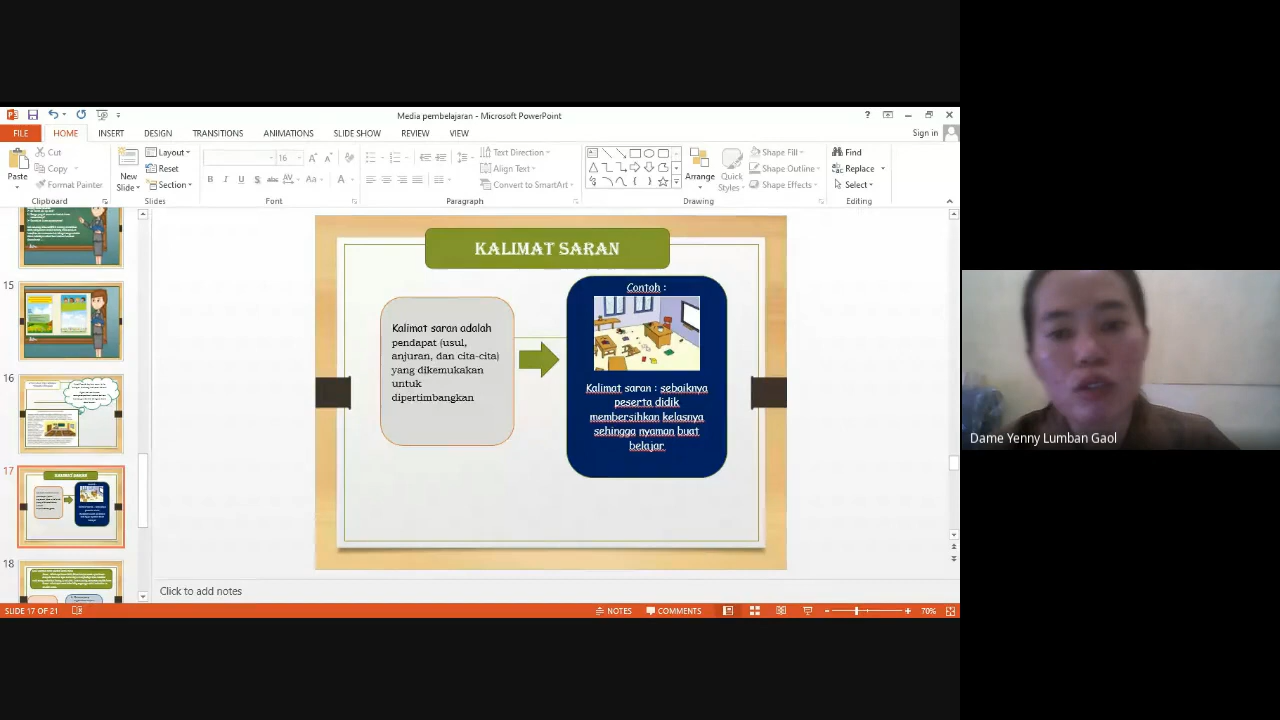 Media pembelajaran - Microsoft PowerPoint
Sign in
FILE HOME INSERT DESIGN TRANSITIONS ANIMATIONS SLIDE SHOW REVIEW VIEW
Paste
Cut
Copy
Format Painter
Clipboard
New
Slide
Layout
Reset
Section
Slides
16
Font
Text Direction
Align Text
Convert to SmartArt
Paragraph
Arrange
Quick
Styles
Shape Fill
Shape Outline
Shape Effects
Drawing
Find
Replace
Select
Editing
15
16
17
18
KALIMAT SARAN
Kalimat saran adalah
pendapat (usul,
anjuran, dan cita-cita)
yang dikemukakan
untuk
dipertimbangkan
Contoh :
Kalimat saran : sebaiknya
peserta didik
membersihkan kelasnya
sehingga nyaman buat
belajar
Click to add notes
SLIDE 17 OF 21
NOTES
COMMENTS
70%
Dame Yenny Lumban Gaol